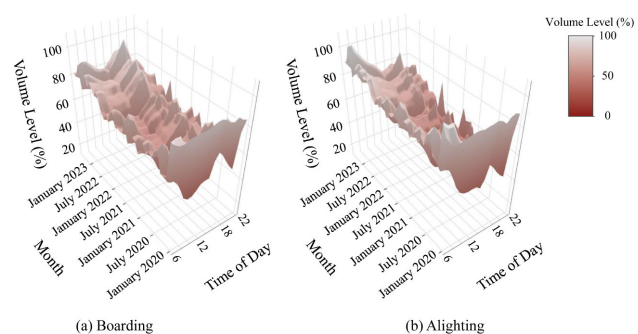 Volume Level (%)
100
50
0
100
80
60
40
20
Volume Level (%)
January 2023
July 2022
January 2022
July 2021
January 2021
July 2020
January 2020
Month
6
12
18
22
Time of Day
(a) Boarding
100
80
60
40
20
Volume Level (%)
January 2023
July 2022
January 2022
July 2021
January 2021
July 2020
January 2020
Month
6
12
18
22
Time of Day
(b) Alighting